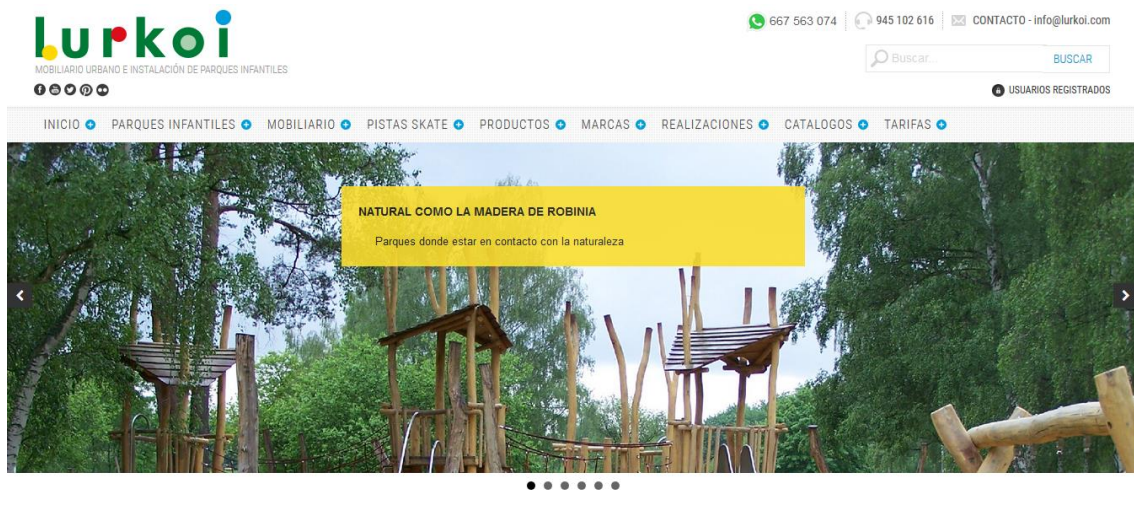 lurkoi
MOBILIARIO URBANO E INSTALACIÓN DE PARQUES INFANTILES
667 563 074
945 102 616
CONTACTO - info@lurkoi.com
Buscar...
BUSCAR
USUARIOS REGISTRADOS
INICIO PARQUES INFANTILES MOBILIARIO PISTAS SKATE PRODUCTOS MARCAS REALIZACIONES CATALOGOS TARIFAS
NATURAL COMO LA MADERA DE ROBINIA
Parques donde estar en contacto con la naturaleza